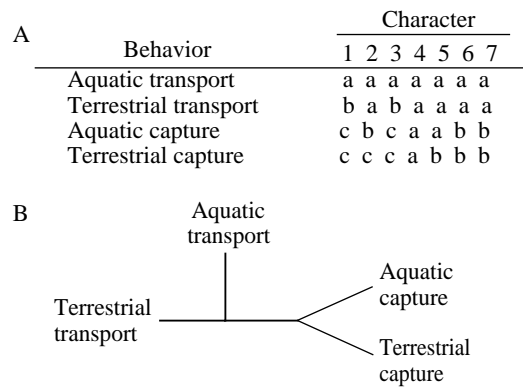 A
Character
Behavior 1 2 3 4 5 6 7
Aquatic transport a a a a a a a
Terrestrial transport b a b a a a a
Aquatic capture c b c a a b b
Terrestrial capture c c c a b b b
B
Aquatic
transport
Terrestrial
transport
Aquatic
capture
Terrestrial
capture